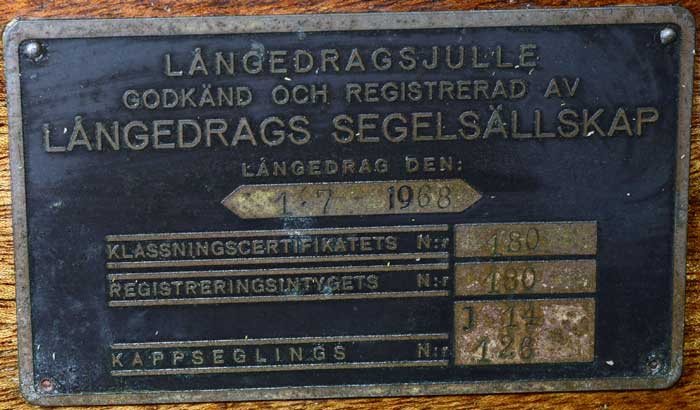 LÅNGEDRAGSJULLE
GODKÄND OCH REGISTRERAD AV
LÅNGEDRAGS SEGELSÄLLSKAP
LÅNGEDRAG DEN:
1-7 1968
KLASSNINGSCERTIFIKATETS N:r 180
REGISTRERINGSINTYGETS N:r 180
J 14
KAPPSEGLINGS N:r 126